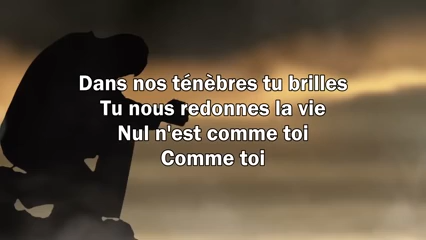 Dans nos ténèbres tu brilles
Tu nous redonnes la vie
Nul n'est comme toi
Comme toi